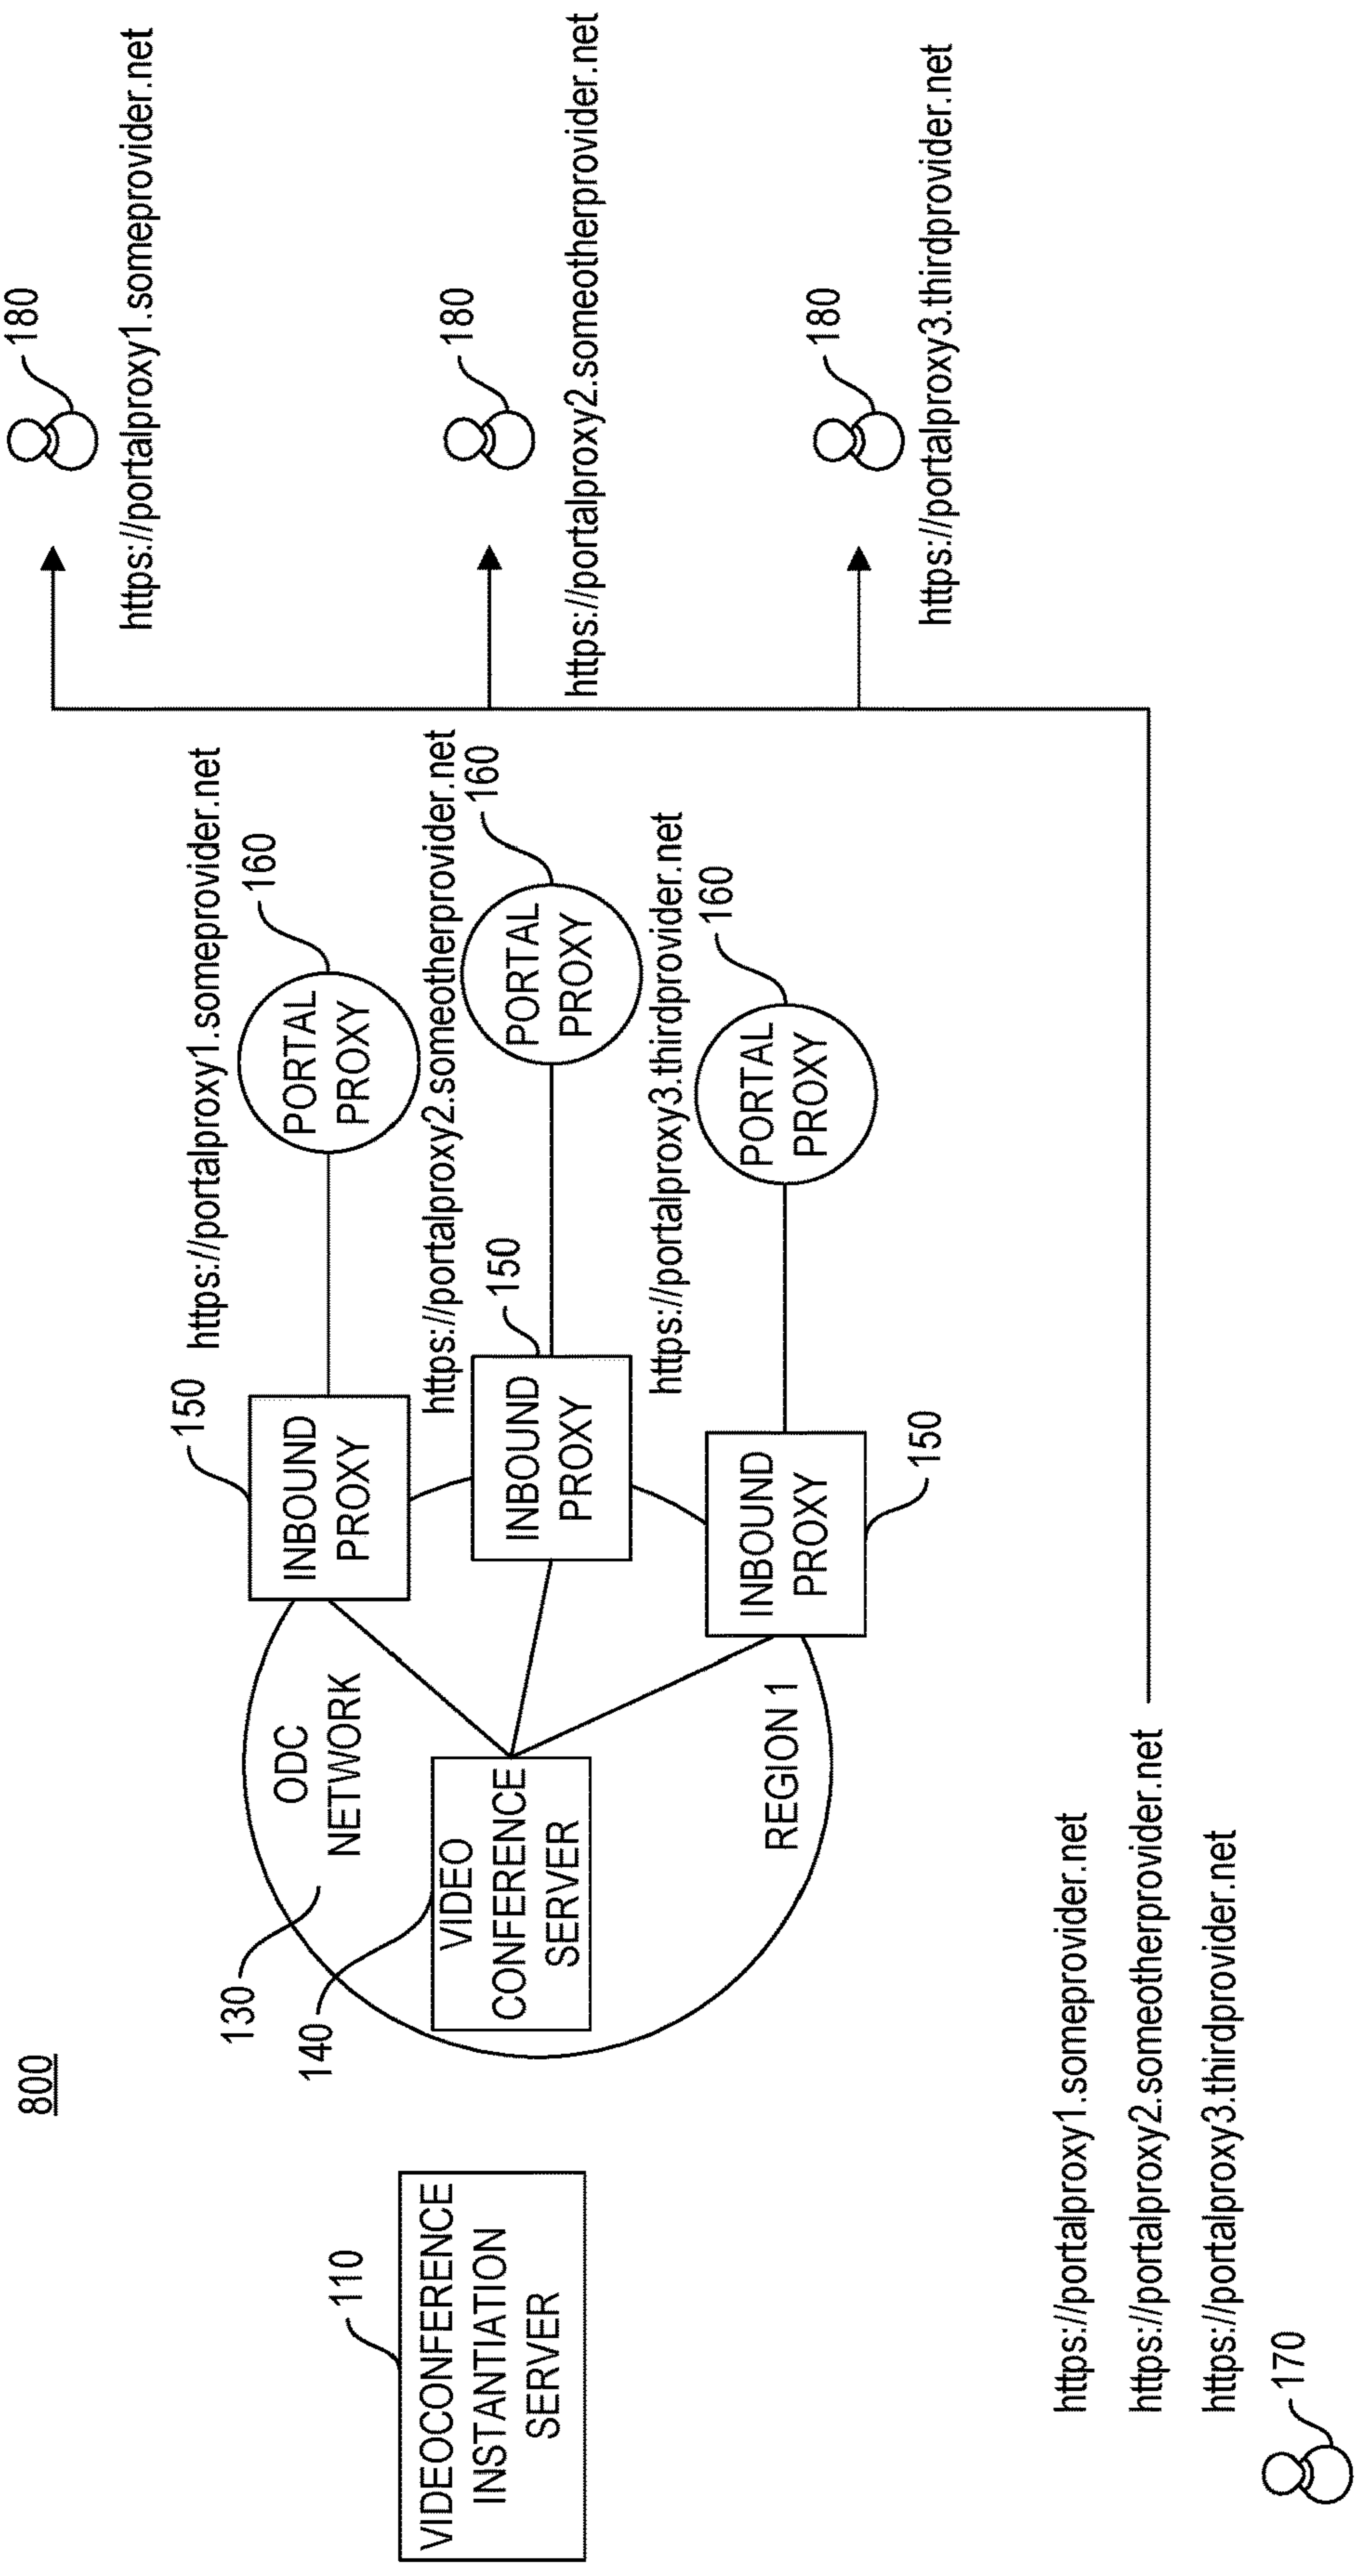 800
180
https://portalproxy1.someprovider.net
180
https://portalproxy2.someotherprovider.net
180
https://portalproxy3.thirdprovider.net
https://portalproxy1.someprovider.net
160
PORTAL
PROXY
https://portalproxy2.someotherprovider.net
160
PORTAL
PROXY
https://portalproxy3.thirdprovider.net
160
PORTAL
PROXY
150
INBOUND
PROXY
150
INBOUND
PROXY
150
INBOUND
PROXY
ODC
NETWORK
130
140
VIDEO
CONFERENCE
SERVER
REGION 1
110
VIDEOCONFERENCE
INSTANTIATION
SERVER
https://portalproxy1.someprovider.net
https://portalproxy2.someotherprovider.net
https://portalproxy3.thirdprovider.net
170